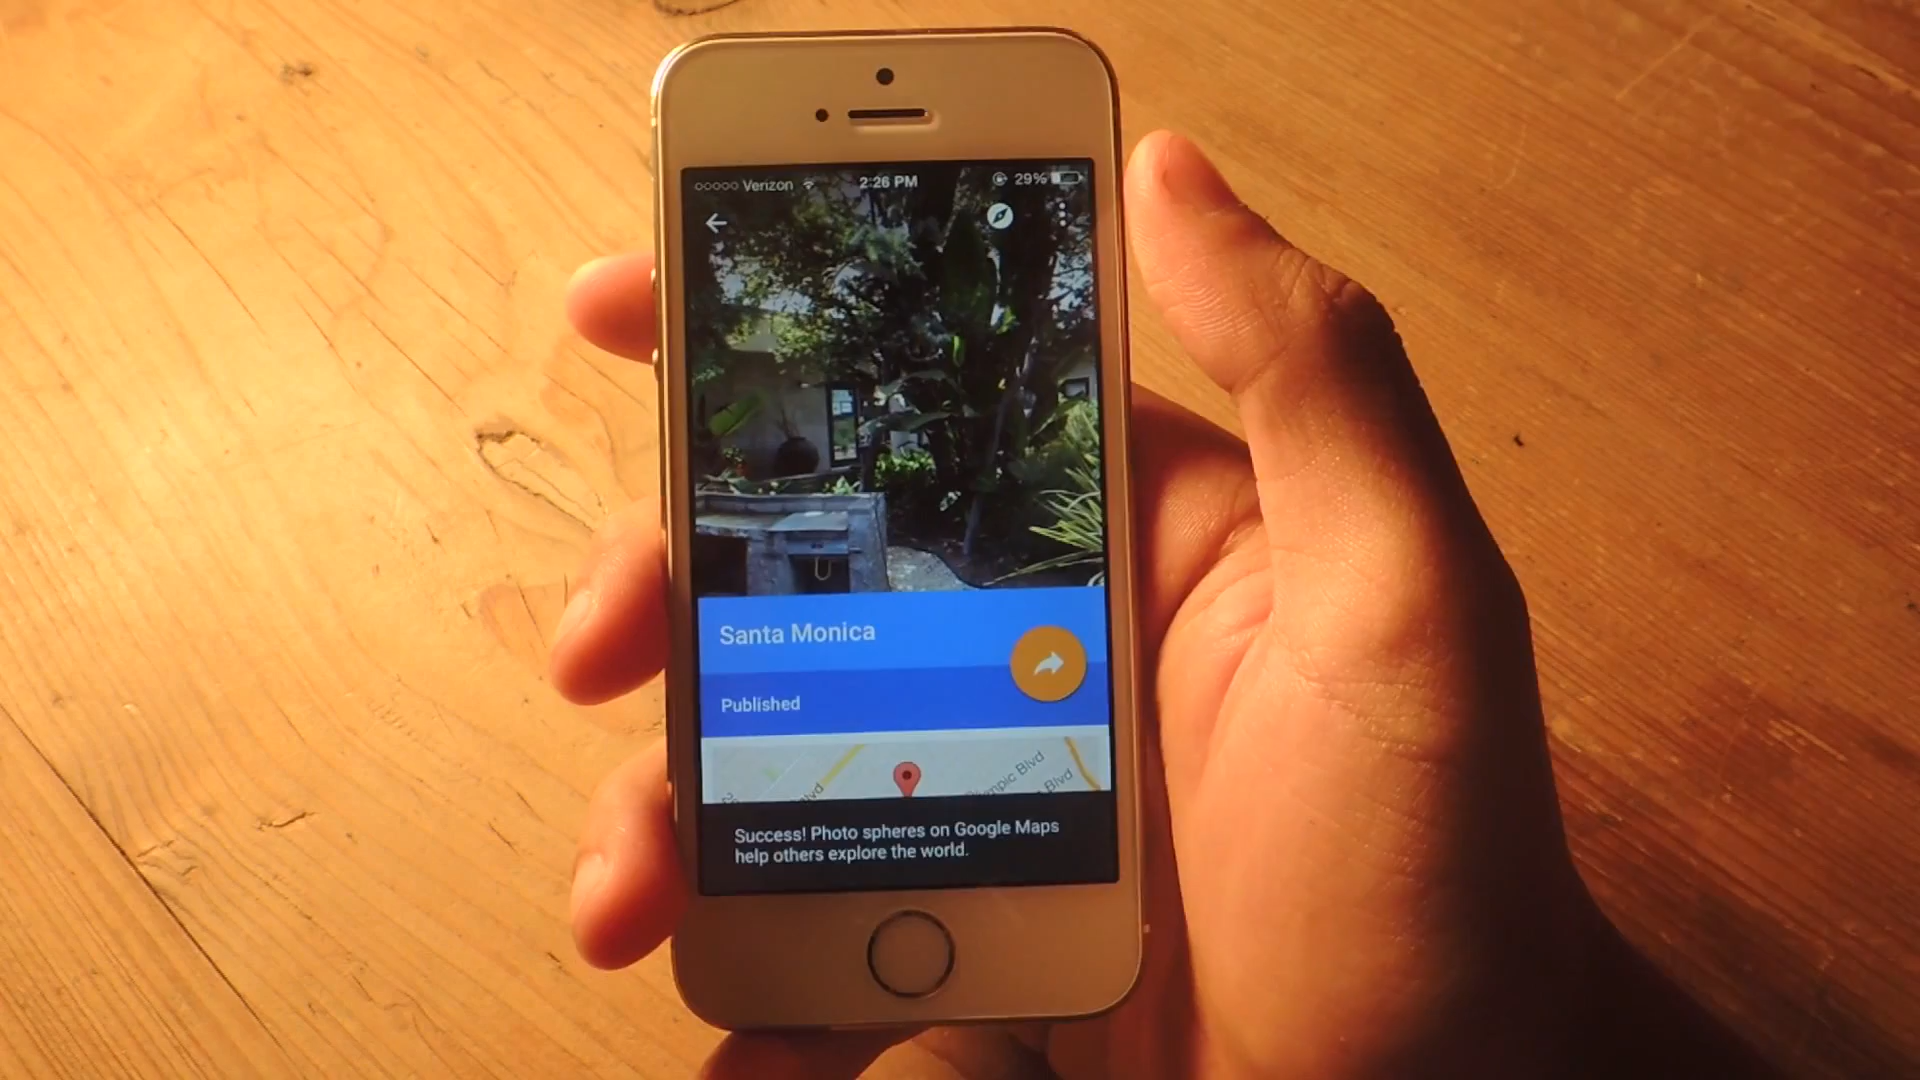 Verizon 2:26 PM 29%
Santa Monica
Published
Blvd
Blvd
Success! Photo spheres on Google Maps
help others explore the world.